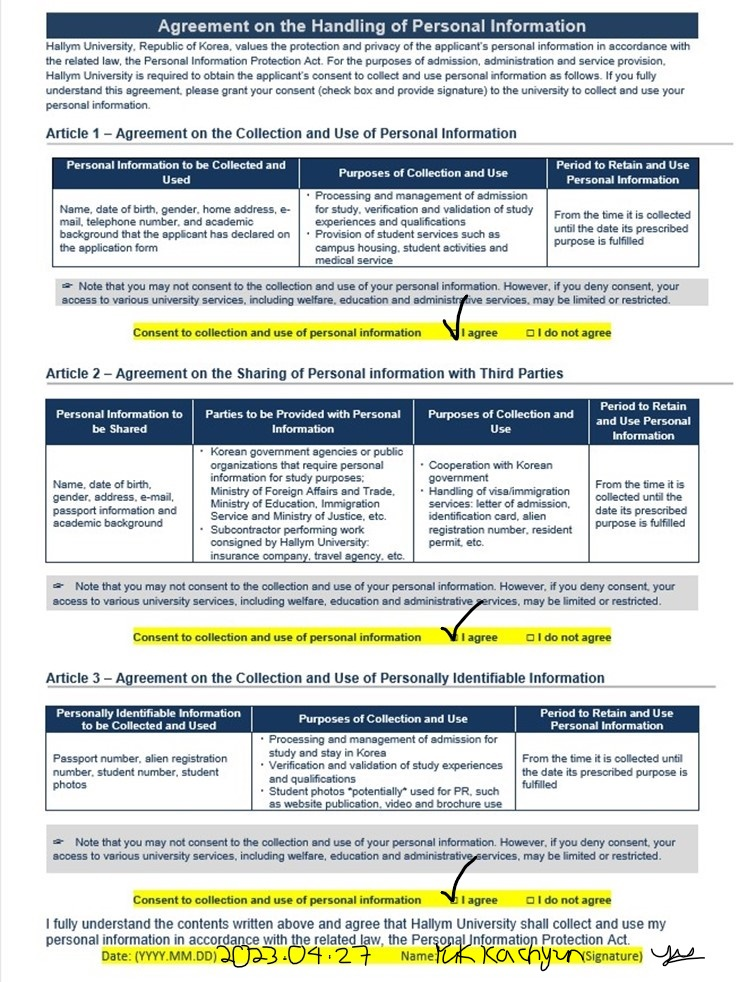 Agreement on the Handling of Personal Information
Hallym University, Republic of Korea, values the protection and privacy of the applicant's personal information in accordance with
the related law, the Personal Information Protection Act. For the purposes of admission, administration and service provision,
Hallym University is required to obtain the applicant's consent to collect and use personal information as follows. If you fully
understand this agreement, please grant your consent (check box and provide signature) to the university to collect and use your
personal information.
Article 1 – Agreement on the Collection and Use of Personal Information
Personal Information to be Collected and
Used
Purposes of Collection and Use
Period to Retain and Use
Personal Information
Name, date of birth, gender, home address, e-
mail, telephone number, and academic
background that the applicant has declared on
the application form
· Processing and management of admission
for study, verification and validation of study
experiences and qualifications
· Provision of student services such as
campus housing, student activities and
medical service
From the time it is collected
until the date its prescribed
purpose is fulfilled
☞ Note that you may not consent to the collection and use of your personal information. However, if you deny consent, your
access to various university services, including welfare, education and administrative services, may be limited or restricted.
Consent to collection and use of personal information ☑ I agree □ I do not agree
Article 2 – Agreement on the Sharing of Personal information with Third Parties
Personal Information to
be Shared
Parties to be Provided with Personal
Information
Purposes of Collection and
Use
Period to Retain
and Use Personal
Information
Name, date of birth,
gender, address, e-mail,
passport information and
academic background
· Korean government agencies or public
organizations that require personal
information for study purposes;
Ministry of Foreign Affairs and Trade,
Ministry of Education, Immigration
Service and Ministry of Justice, etc.
· Subcontractor performing work
consigned by Hallym University:
insurance company, travel agency, etc.
· Cooperation with Korean
government
· Handling of visa/immigration
services: letter of admission,
identification card, alien
registration number, resident
permit, etc.
From the time it is
collected until the
date its prescribed
purpose is fulfilled
☞ Note that you may not consent to the collection and use of your personal information. However, if you deny consent, your
access to various university services, including welfare, education and administrative services, may be limited or restricted.
Consent to collection and use of personal information ☑ I agree □ I do not agree
Article 3 – Agreement on the Collection and Use of Personally Identifiable Information
Personally Identifiable Information
to be Collected and Used
Purposes of Collection and Use
Period to Retain and Use
Personal Information
Passport number, alien registration
number, student number, student
photos
· Processing and management of admission for
study and stay in Korea
· Verification and validation of study experiences
and qualifications
· Student photos *potentially* used for PR, such
as website publication, video and brochure use
From the time it is collected until
the date its prescribed purpose is
fulfilled
☞ Note that you may not consent to the collection and use of your personal information. However, if you deny consent, your
access to various university services, including welfare, education and administrative services, may be limited or restricted.
Consent to collection and use of personal information ☑ I agree □ I do not agree
I fully understand the contents written above and agree that Hallym University shall collect and use my
personal information in accordance with the related law, the Personal Information Protection Act.
Date: (YYYY.MM.DD) 2023.04.27 Name: Yuk Ka chyun (Signature)